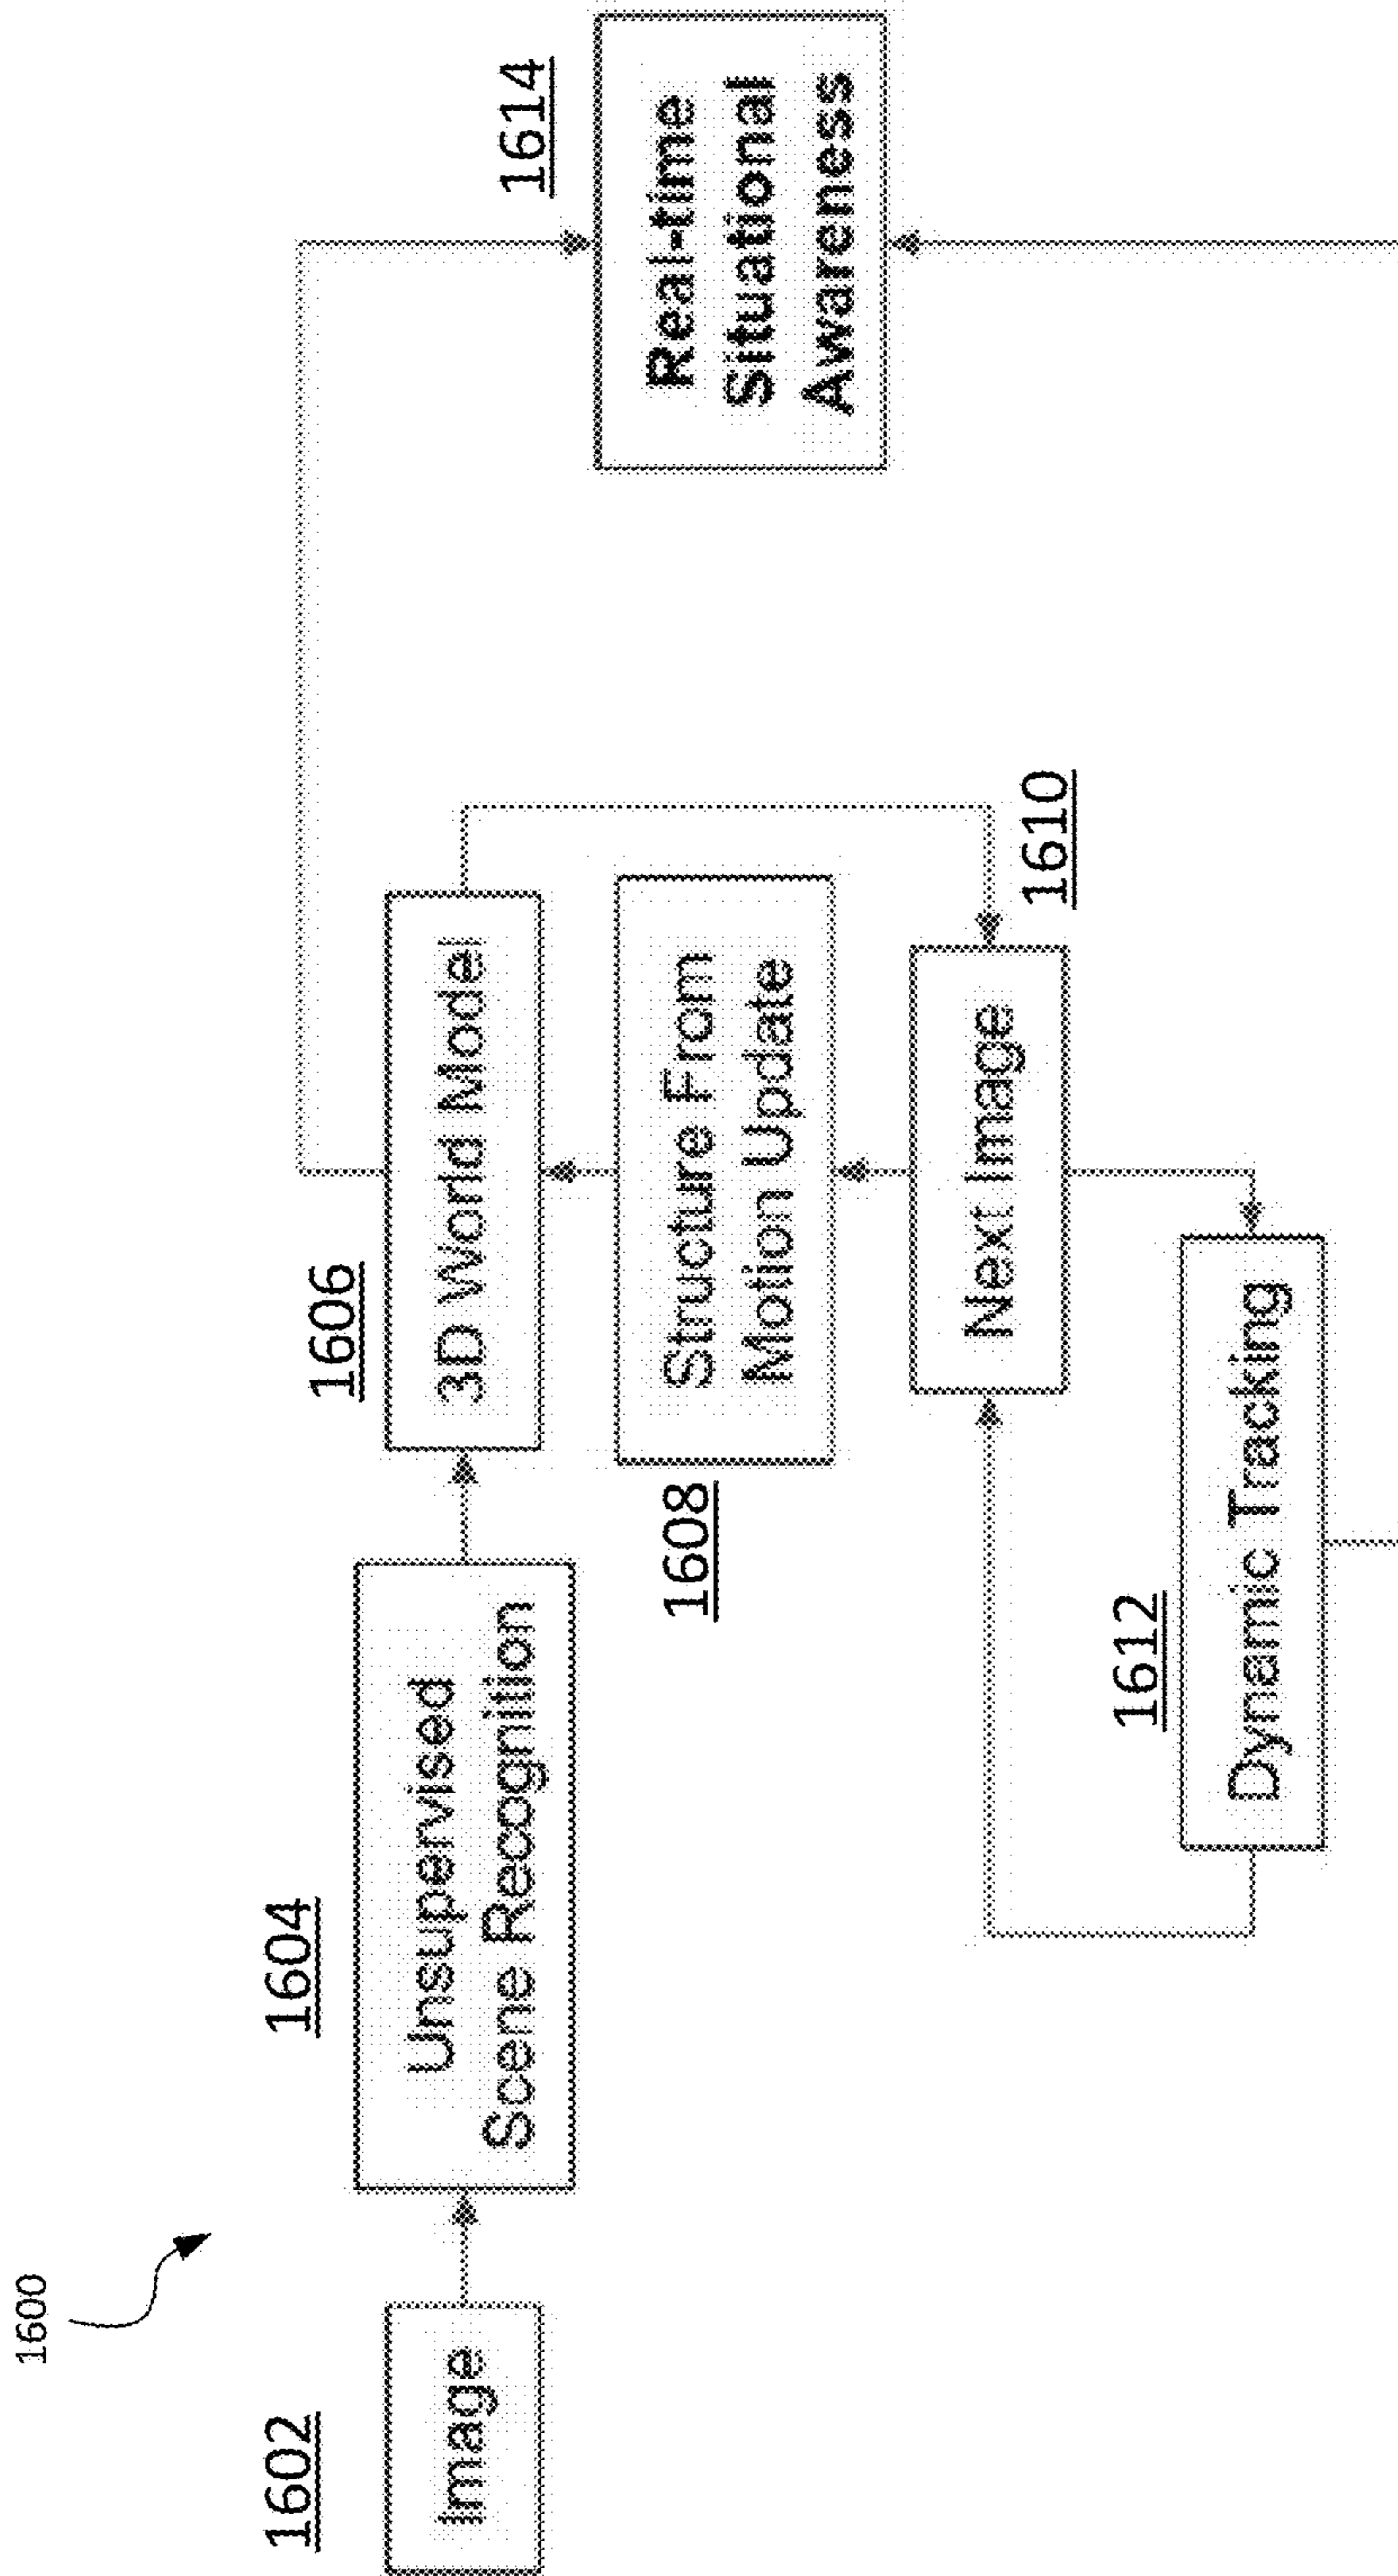 1600
1602
Image
1604
Unsupervised
Scene Recognition
1606
3D World Model
1608
Structure From
Motion Update
1610
Next Image
1612
Dynamic Tracking
1614
Real-time
Situational
Awareness